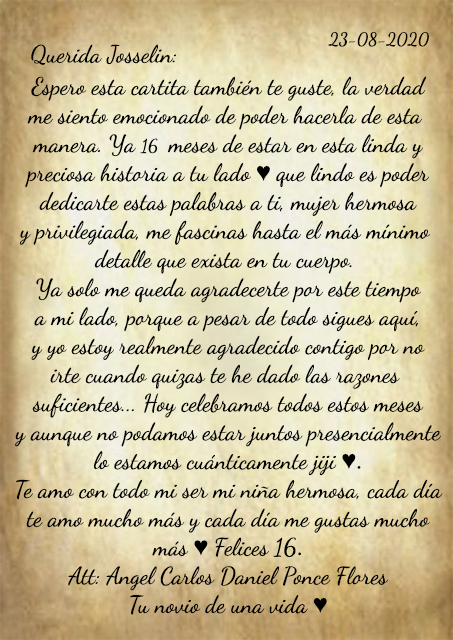 23-08-2020
Querida Josselin:
Espero esta cartita también te guste, la verdad
me siento emocionado de poder hacerla de esta
manera. Ya 16 meses de estar en esta linda y
preciosa historia a tu lado ♥ que lindo es poder
dedicarte estas palabras a ti, mujer hermosa
y privilegiada, me fascinas hasta el más mínimo
detalle que exista en tu cuerpo.
Ya solo me queda agradecerte por este tiempo
a mi lado, porque a pesar de todo sigues aquí,
y yo estoy realmente agradecido contigo por no
irte cuando quizas te he dado las razones
suficientes... Hoy celebramos todos estos meses
y aunque no podamos estar juntos presencialmente
lo estamos cuánticamente jiji ♥.
Te amo con todo mi ser mi niña hermosa, cada día
te amo mucho más y cada día me gustas mucho
más ♥ Felices 16.
Att: Angel Carlos Daniel Ponce Flores
Tu novio de una vida ♥